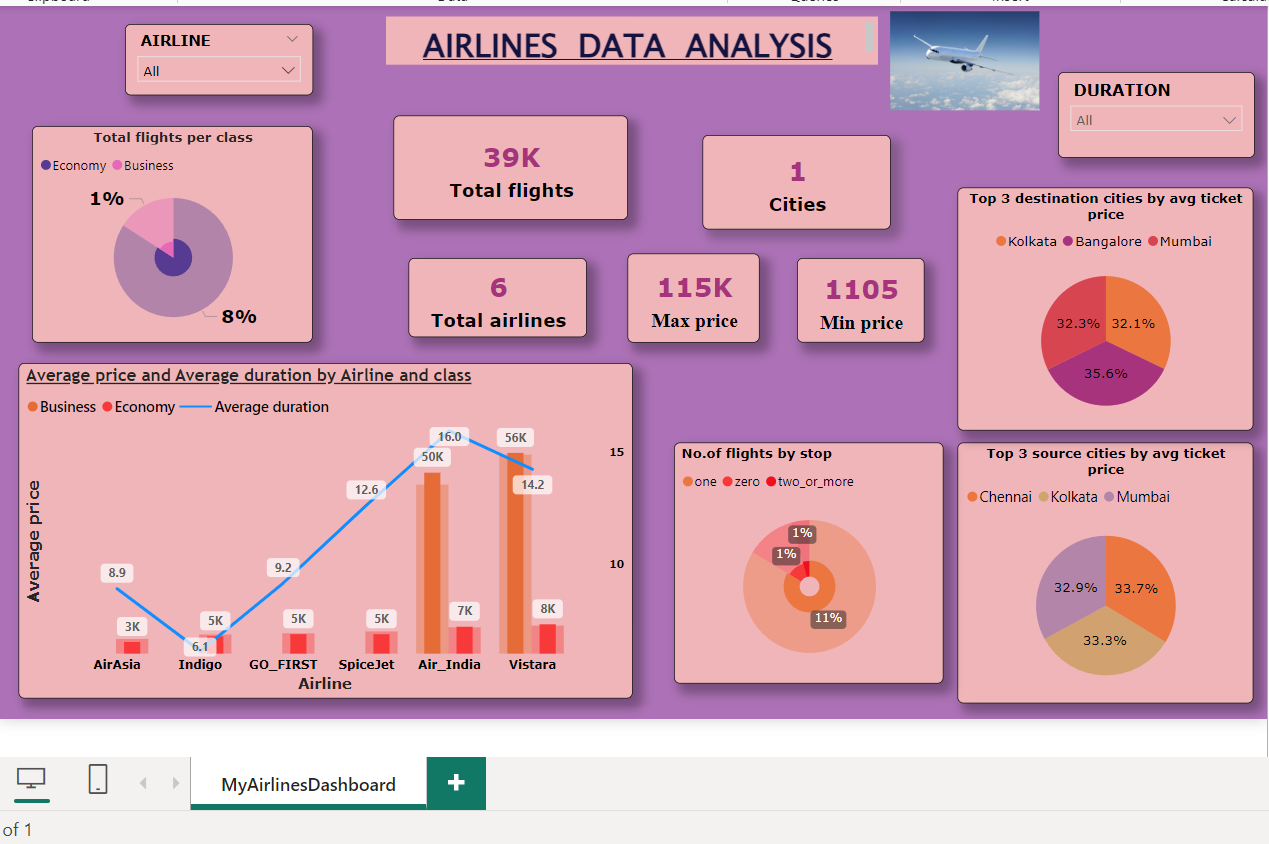 Clipboard
Data
Queries
Insert
AIRLINE
All
AIRLINES DATA ANALYSIS
DURATION
All
Total flights per class
Economy Business
1%
8%
39K
Total flights
1
Cities
6
Total airlines
115K
Max price
1105
Min price
Top 3 destination cities by avg ticket
price
Kolkata Bangalore Mumbai
32.3% 32.1%
35.6%
Average price and Average duration by Airline and class
Business Economy Average duration
Average price
15
10
8.9
6.1
9.2
12.6
16.0
14.2
3K
5K
5K
5K
50K
7K
56K
8K
AirAsia Indigo GO_FIRST SpiceJet Air_India Vistara
Airline
No.of flights by stop
one zero two_or_more
1%
1%
11%
Top 3 source cities by avg ticket
price
Chennai Kolkata Mumbai
32.9% 33.7%
33.3%
MyAirlinesDashboard
+
of 1